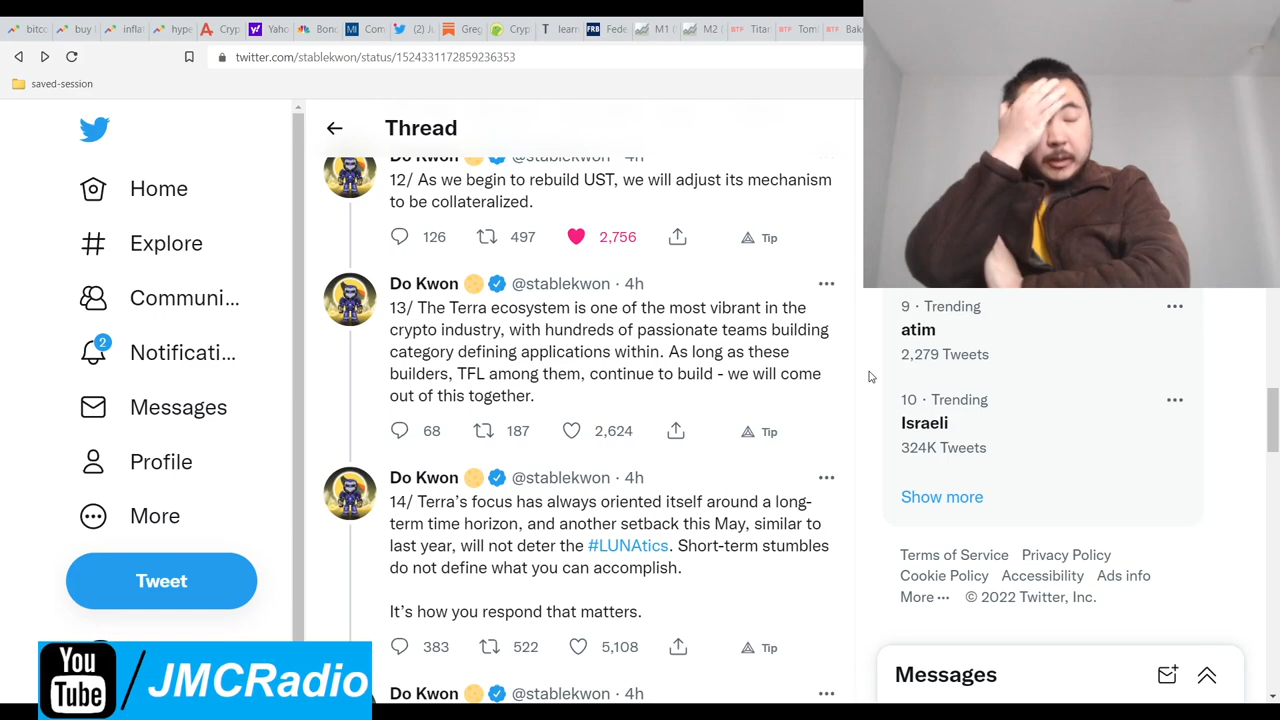 bitco
buy
infla
hype
Cryp
Yaho
Bond
Com
(2) J
Greg
Cryp
learn
Fede
M1 (
M2 (
Titar
Tom
Bak
twitter.com/stablekwon/status/1524331172859236353
saved-session
Home
Explore
Communi...
2
Notificati...
Messages
Profile
More
Tweet
Thread
Do Kwon @stablekwon · 4h
12/ As we begin to rebuild UST, we will adjust its mechanism
to be collateralized.
126 497 2,756 Tip
Do Kwon @stablekwon · 4h
13/ The Terra ecosystem is one of the most vibrant in the
crypto industry, with hundreds of passionate teams building
category defining applications within. As long as these
builders, TFL among them, continue to build - we will come
out of this together.
68 187 2,624 Tip
Do Kwon @stablekwon · 4h
14/ Terra's focus has always oriented itself around a long-
term time horizon, and another setback this May, similar to
last year, will not deter the #LUNAtics. Short-term stumbles
do not define what you can accomplish.
It's how you respond that matters.
383 522 5,108 Tip
Do Kwon @stablekwon · 4h
9 · Trending
atim
2,279 Tweets
10 · Trending
Israeli
324K Tweets
Show more
Terms of Service Privacy Policy
Cookie Policy Accessibility Ads info
More ··· © 2022 Twitter, Inc.
Messages
You
Tube
/JMCRadio